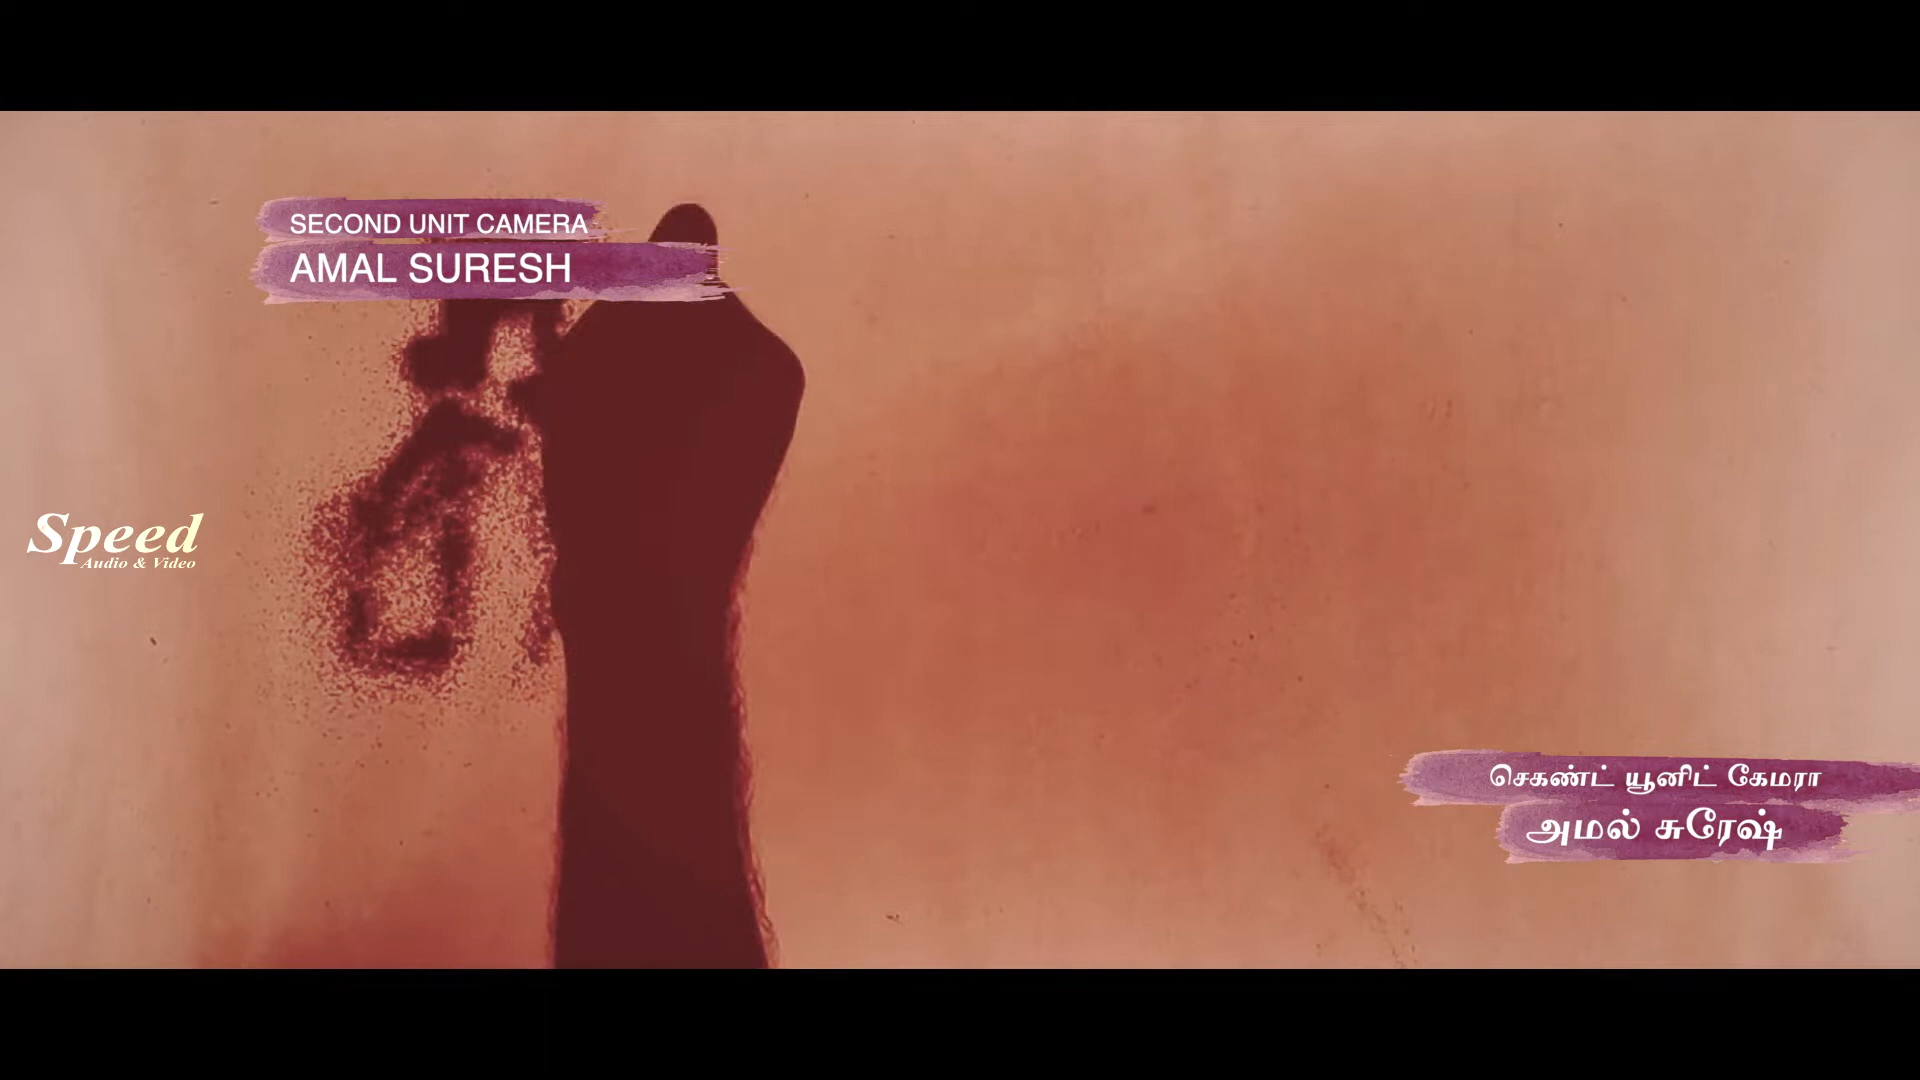 SECOND UNIT CAMERA
AMAL SURESH
Speed
Audio & Video
செகண்ட் யூனிட் கேமரா
அமல் சுரேஷ்